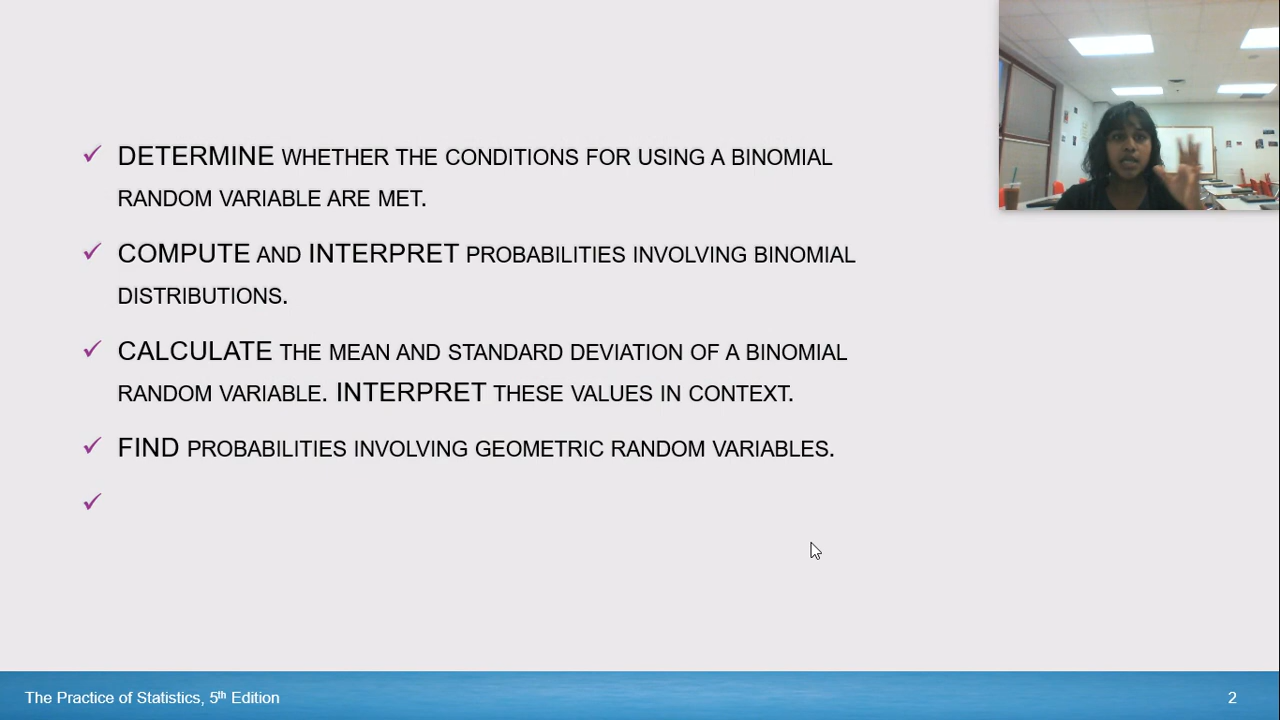 DETERMINE WHETHER THE CONDITIONS FOR USING A BINOMIAL
RANDOM VARIABLE ARE MET.
COMPUTE AND INTERPRET PROBABILITIES INVOLVING BINOMIAL
DISTRIBUTIONS.
CALCULATE THE MEAN AND STANDARD DEVIATION OF A BINOMIAL
RANDOM VARIABLE. INTERPRET THESE VALUES IN CONTEXT.
FIND PROBABILITIES INVOLVING GEOMETRIC RANDOM VARIABLES.
The Practice of Statistics, 5th Edition
2